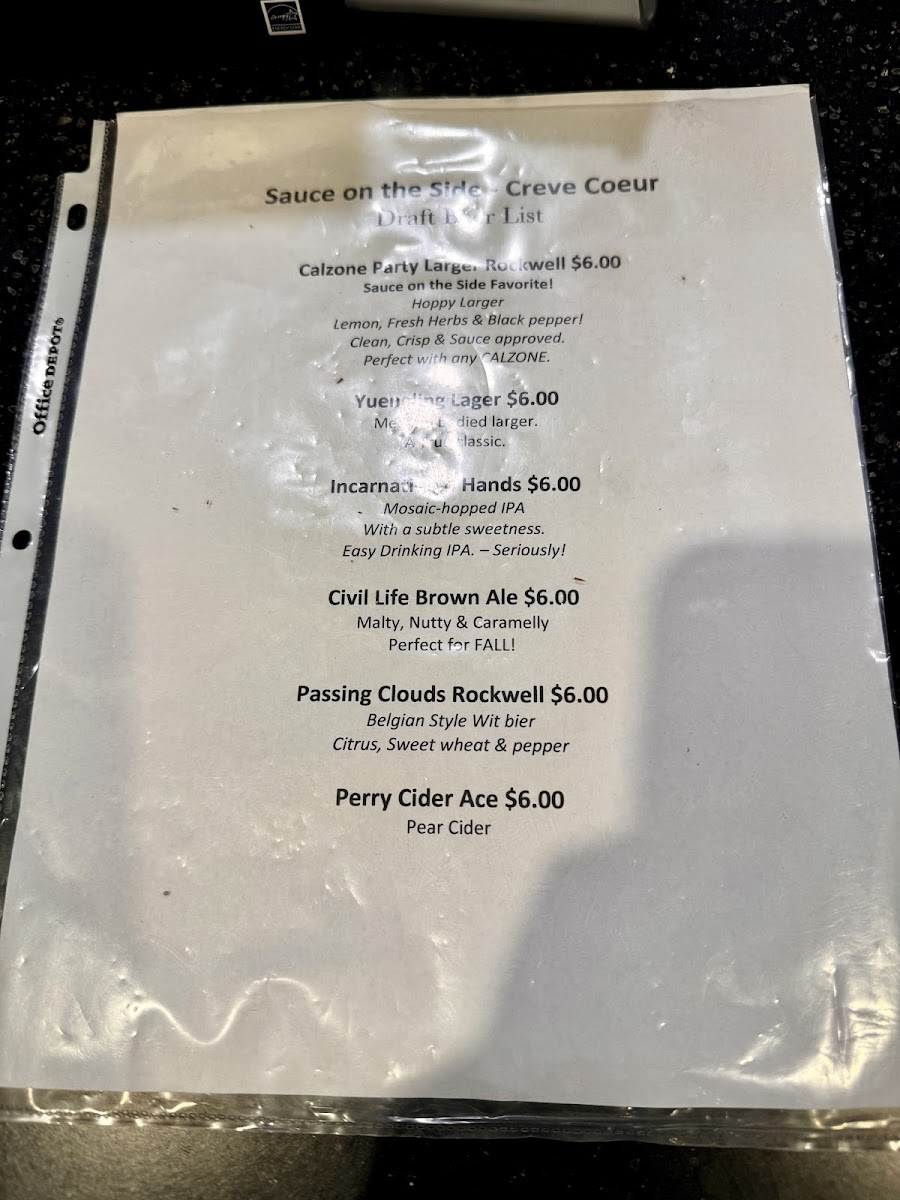 Sauce on the Side - Creve Coeur
Draft List
Calzone Party Larger Rockwell $6.00
Sauce on the Side Favorite!
Hoppy Larger
Lemon, Fresh Herbs & Black pepper!
Clean, Crisp & Sauce approved.
Perfect with any CALZONE.
Yuengling Lager $6.00
larger.
classic.
Hands $6.00
Mosaic-hopped IPA
With a subtle sweetness.
Easy Drinking IPA. – Seriously!
Civil Life Brown Ale $6.00
Malty, Nutty & Caramelly
Perfect for FALL!
Passing Clouds Rockwell $6.00
Belgian Style Wit bier
Citrus, Sweet wheat & pepper
Perry Cider Ace $6.00
Pear Cider
Office DEPOT®